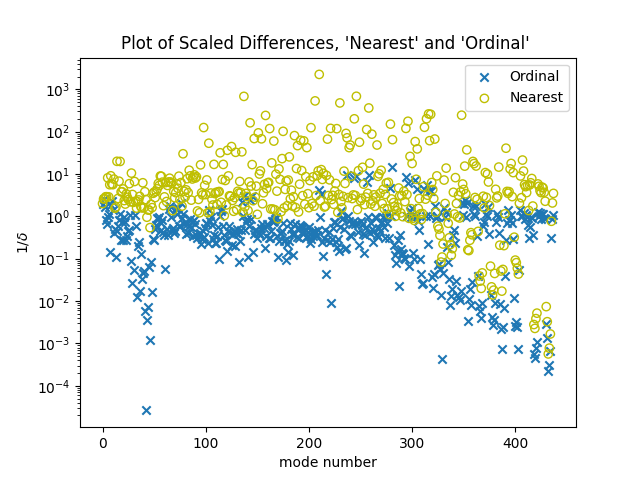 Plot of Scaled Differences, 'Nearest' and 'Ordinal'
Ordinal
Nearest
10³
10²
10¹
10⁰
10⁻¹
10⁻²
10⁻³
10⁻⁴
1/δ
0 100 200 300 400
mode number